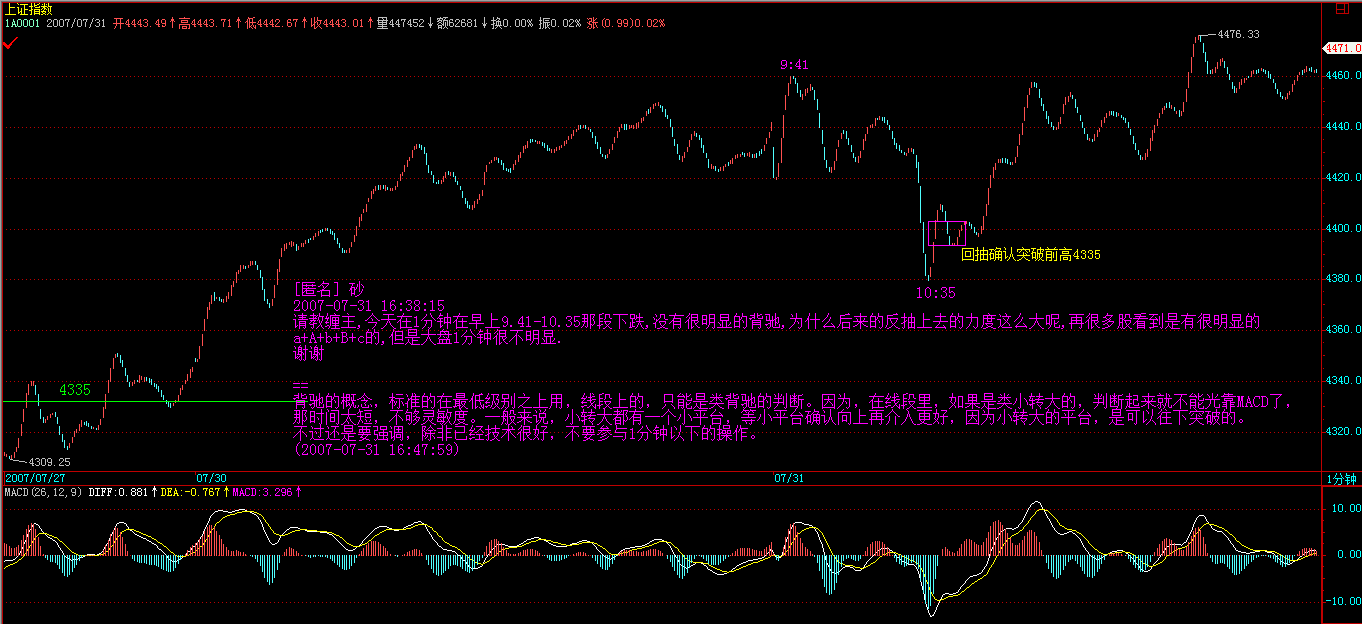 上证指数
1A0001 2007/07/31 开4443.49↑高4443.71↑低4442.67↑收4443.01↑量447452↓额62681↓换0.00% 振0.02% 涨(0.99)0.02%
4476.33
4471.0
9:41
4460.0
4440.0
4420.0
4400.0
回抽确认突破前高4335
4380.0
10:35
[匿名] 砂
2007-07-31 16:38:15
请教缠主,今天在1分钟在早上9.41-10.35那段下跌,没有很明显的背驰,为什么后来的反抽上去的力度这么大呢,再很多股看到是有很明显的
4360.0
a+A+b+B+c的,但是大盘1分钟很不明显.
谢谢
4340.0
4335
==
背驰的概念，标准的在最低级别之上用，线段上的，只能是类背驰的判断。因为，在线段里，如果是类小转大的，判断起来就不能光靠MACD了，
那时间太短，不够灵敏度。一般来说，小转大都有一个小平台，等小平台确认向上再介入更好，因为小转大的平台，是可以往下突破的。
不过还是要强调，除非已经技术很好，不要参与1分钟以下的操作。
4320.0
(2007-07-31 16:47:59)
4309.25
2007/07/27 07/30 07/31 1分钟
MACD(26,12,9) DIFF:0.881↑DEA:-0.767↑MACD:3.296↑
10.00
0.00
-10.00